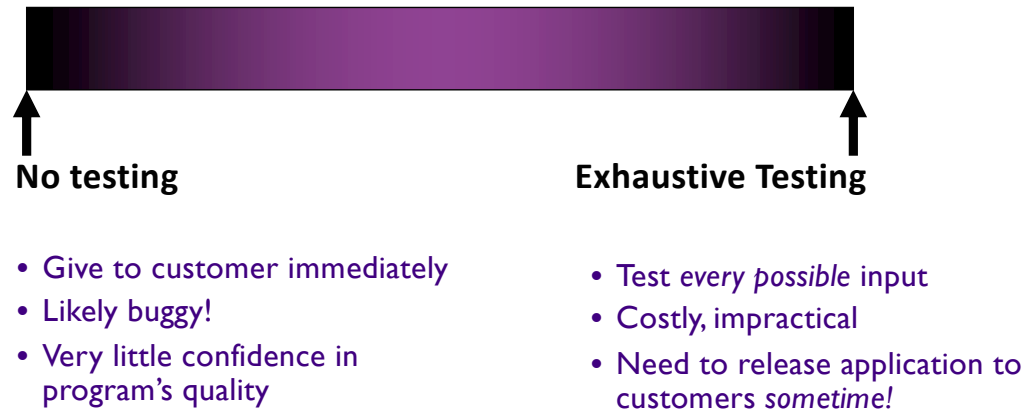 No testing
• Give to customer immediately
• Likely buggy!
• Very little confidence in
program's quality
Exhaustive Testing
• Test every possible input
• Costly, impractical
• Need to release application to
customers sometime!